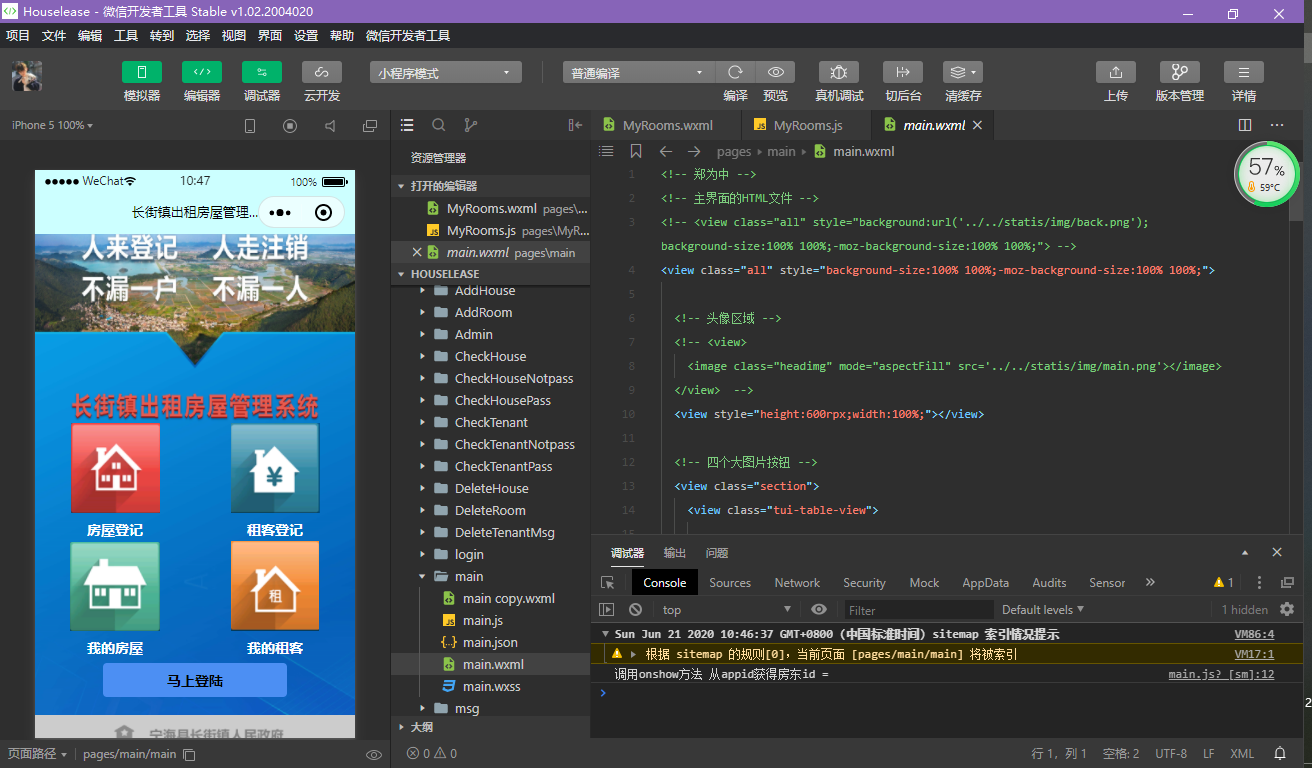 Houselease - 微信开发者工具 Stable v1.02.2004020
项目 文件 编辑 工具 转到 选择 视图 界面 设置 帮助 微信开发者工具
模拟器 编辑器 调试器 云开发
小程序模式
普通编译
编译 预览 真机调试 切后台 清缓存
上传 版本管理 详情
iPhone 5 100%
WeChat 10:47 100%
长街镇出租房屋管理...
人来登记 人走注销
不漏一户 不漏一人
长街镇出租房屋管理系统
¥
房屋登记 租客登记
租
我的房屋 我的租客
马上登陆
宁海县长街镇人民政府
页面路径 pages/main/main
资源管理器
打开的编辑器
MyRooms.wxml pages\...
MyRooms.js pages\MyR...
main.wxml pages\main
HOUSELEASE
AddHouse
AddRoom
Admin
CheckHouse
CheckHouseNotpass
CheckHousePass
CheckTenant
CheckTenantNotpass
CheckTenantPass
DeleteHouse
DeleteRoom
DeleteTenantMsg
login
main
main copy.wxml
main.js
main.json
main.wxml
main.wxss
msg
大纲
0 0
MyRooms.wxml MyRooms.js main.wxml
pages main main.wxml
57%
59°C
1 <!-- 郑为中 -->
2 <!-- 主界面的HTML文件 -->
3 <!-- <view class="all" style="background:url('../../statis/img/back.png');
background-size:100% 100%;-moz-background-size:100% 100%;"> -->
4 <view class="all" style="background-size:100% 100%;-moz-background-size:100% 100%;">
5
6 <!-- 头像区域 -->
7 <!-- <view>
8 <image class="headimg" mode="aspectFill" src='../../statis/img/main.png'></image>
9 </view> -->
10 <view style="height:600rpx;width:100%;"></view>
11
12 <!-- 四个大图片按钮 -->
13 <view class="section">
14 <view class="tui-table-view">
调试器 输出 问题
Console Sources Network Security Mock AppData Audits Sensor 1
top Filter Default levels 1 hidden
Sun Jun 21 2020 10:46:37 GMT+0800 (中国标准时间) sitemap 索引情况提示 VM86:4
根据 sitemap 的规则[0]，当前页面 [pages/main/main] 将被索引 VM17:1
调用onshow方法 从appid获得房东id = main.js? [sm]:12
行 1，列 1 空格: 2 UTF-8 LF XML
2